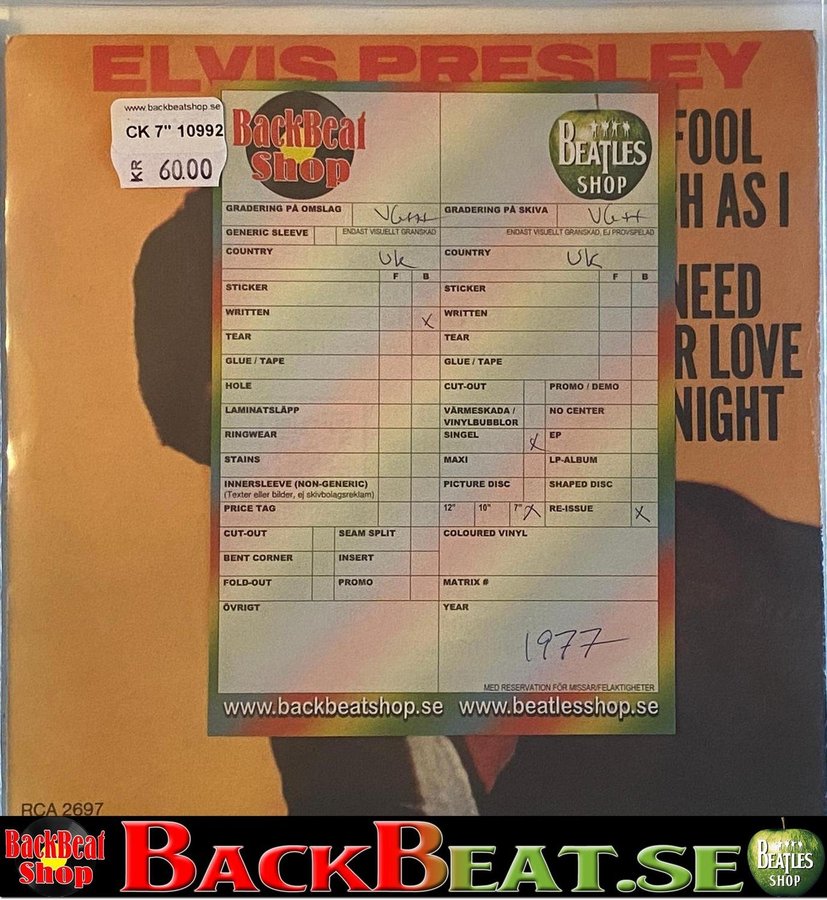 ELVIS PRESLEY
FOOL
H AS I
NEED
R LOVE
NIGHT
www.backbeatshop.se
CK 7" 10992
KR 60.00
BackBeat
Shop
BEATLES
SHOP
GRADERING PÅ OMSLAG VG++
GENERIC SLEEVE ENDAST VISUELLT GRANSKAD
COUNTRY UK
F B
STICKER
WRITTEN X
TEAR
GLUE / TAPE
HOLE
LAMINATSLÄPP
RINGWEAR
STAINS
INNERSLEEVE (NON-GENERIC)
(Texter eller bilder, ej skivbolagsreklam)
PRICE TAG
CUT-OUT SEAM SPLIT
BENT CORNER INSERT
FOLD-OUT PROMO
ÖVRIGT
GRADERING PÅ SKIVA VG++
ENDAST VISUELLT GRANSKAD, EJ PROVSPELAD
COUNTRY UK
F B
STICKER
WRITTEN
TEAR
GLUE / TAPE
CUT-OUT PROMO / DEMO
VÄRMESKADA / NO CENTER
VINYLBUBBLOR
SINGEL X EP
MAXI LP-ALBUM
PICTURE DISC SHAPED DISC
12" 10" 7" X RE-ISSUE X
COLOURED VINYL
MATRIX #
YEAR
1977
MED RESERVATION FÖR MISSAR/FELAKTIGHETER
www.backbeatshop.se www.beatlesshop.se
RCA 2697
BackBeat
Shop
BACKBEAT.SE
BEATLES
SHOP